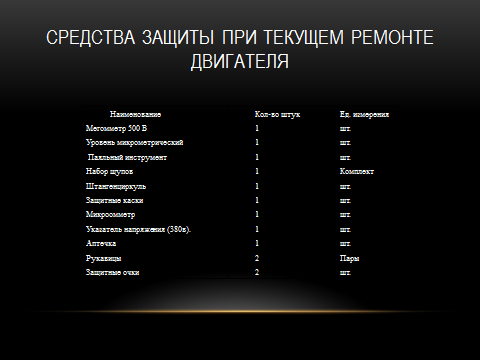 СРЕДСТВА ЗАЩИТЫ ПРИ ТЕКУЩЕМ РЕМОНТЕ
ДВИГАТЕЛЯ
Наименование Кол-во штук Ед. измерения
Мегомметр 500 В 1 шт.
Уровень микрометрический 1 шт.
Паяльный инструмент 1 шт.
Набор щупов 1 Комплект
Штангенциркуль 1 шт.
Защитные каски 1 шт.
Микроомметр 1 шт.
Указатель напряжения (380в). 1 шт.
Аптечка 1 шт.
Рукавицы 2 Пары
Защитные очки 2 шт.